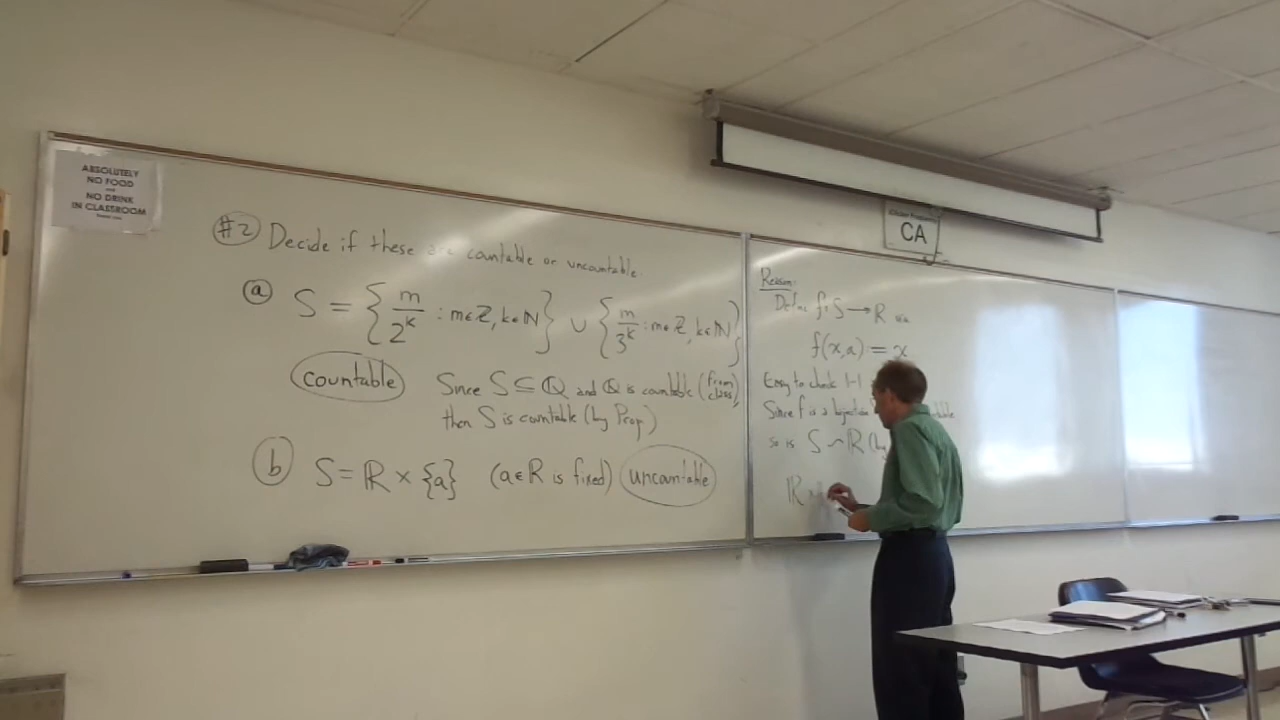 ABSOLUTELY
NO FOOD
NO DRINK
IN CLASSROOM
#2 Decide if these are countable or uncountable.
a S = { m/2^k : m∈Z, k∈N } ∪ { m/3^k : m∈Z, k∈N }
countable Since S ⊆ Q and Q is countable (from class),
then S is countable (by Prop)
b S = R × {a} (a∈R is fixed) uncountable
CA
Reason:
Define f: S → R via
f(x,a) = x
Easy to check 1-1
Since f is a bijection
so is S ~ R (by
R ×